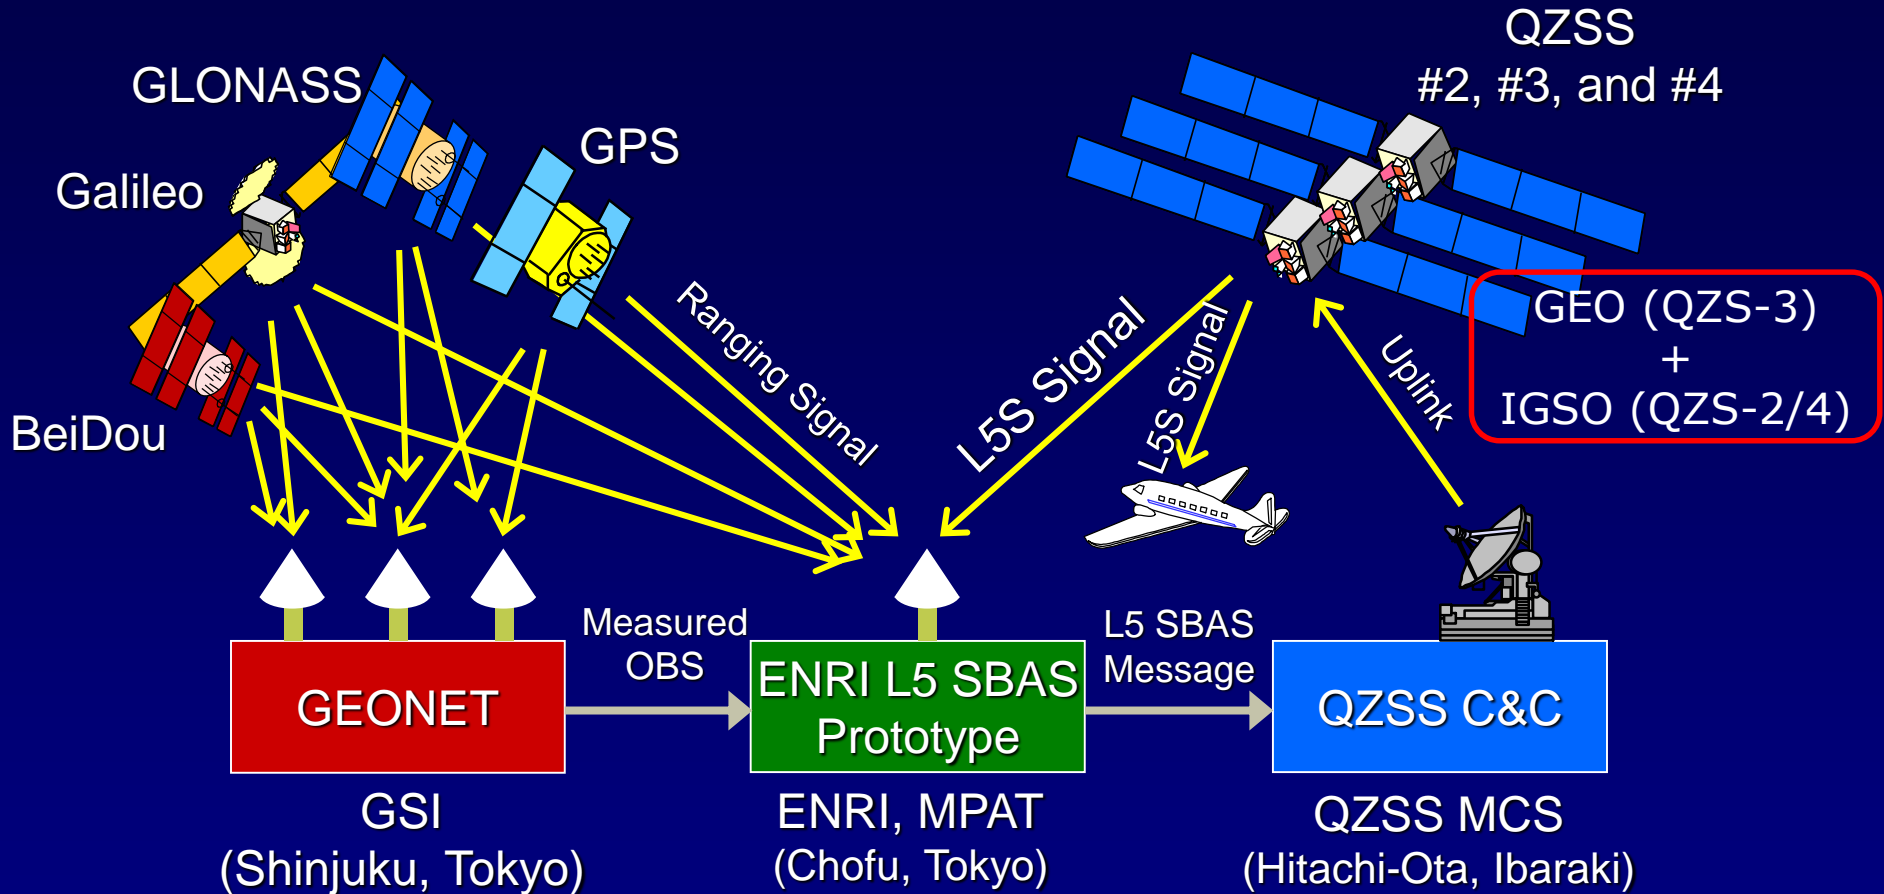 QZSS
#2, #3, and #4
GLONASS
GPS
Galileo
BeiDou
Ranging Signal
L5S Signal
L5S Signal
Uplink
GEO (QZS-3)
+
IGSO (QZS-2/4)
Measured
OBS
L5 SBAS
Message
GEONET
ENRI L5 SBAS
Prototype
QZSS C&C
GSI
(Shinjuku, Tokyo)
ENRI, MPAT
(Chofu, Tokyo)
QZSS MCS
(Hitachi-Ota, Ibaraki)